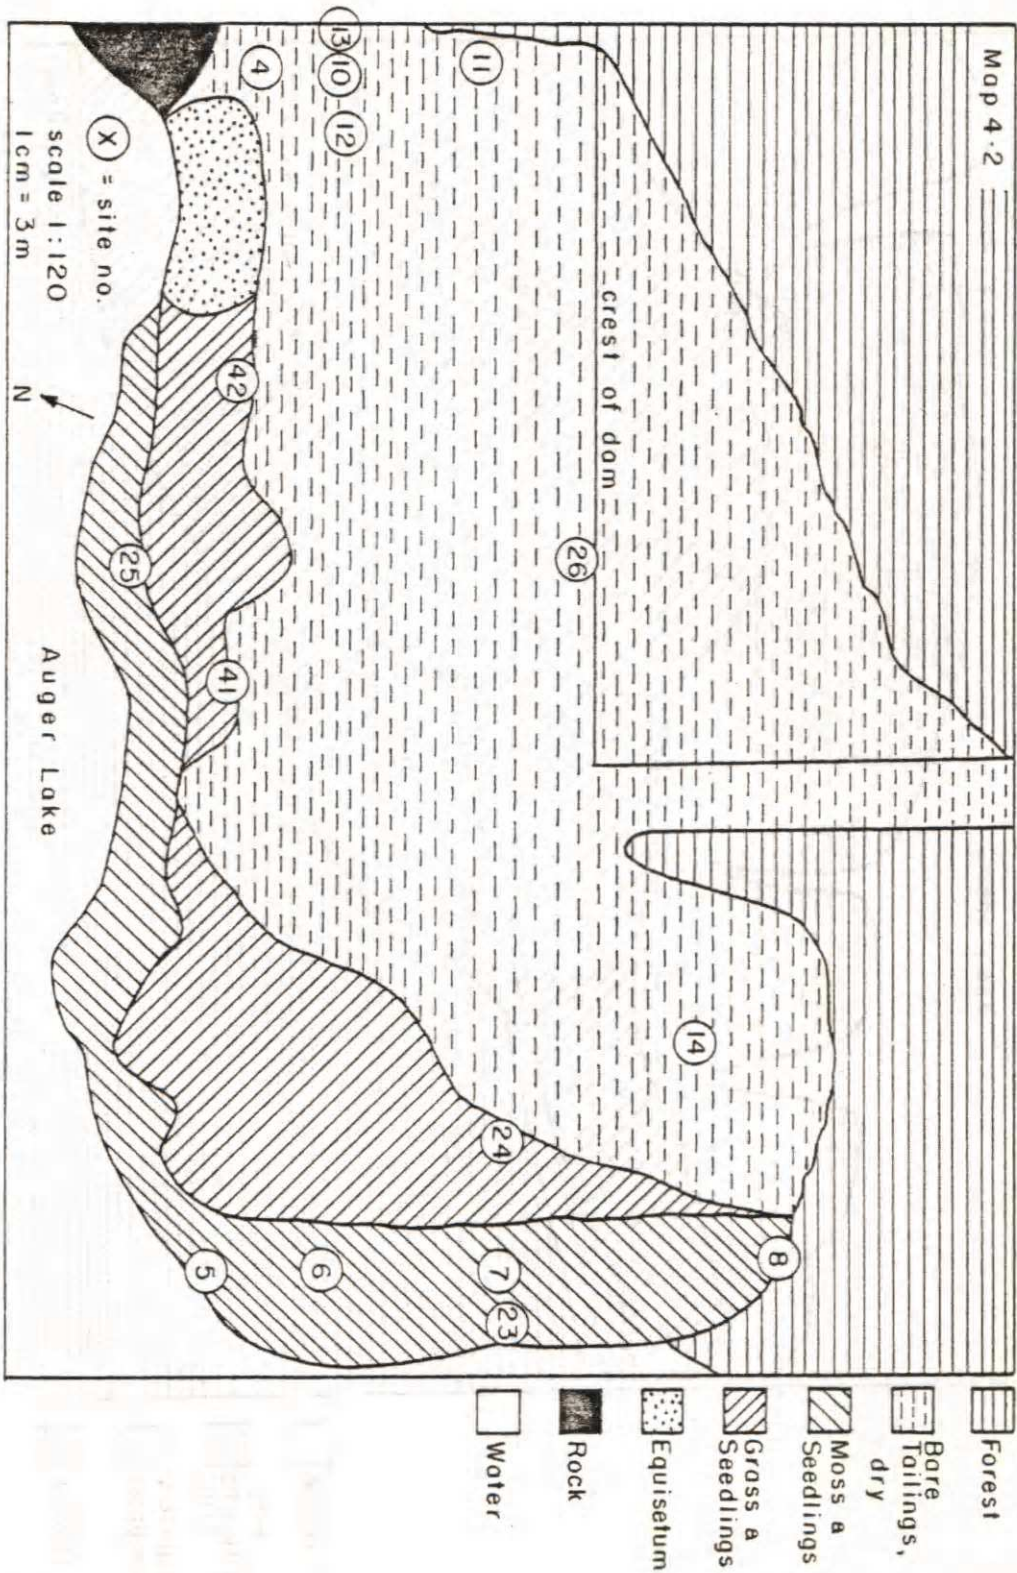 Map 4·2
8
14
crest of dam
26
24
7
23
11
13
10
12
6
4
42
41
5
25
X = site no.
scale 1:120
1cm = 3m
N
Auger Lake
Forest
Bare
Tailings,
dry
Moss &
Seedlings
Grass &
Seedlings
Equisetum
Rock
Water